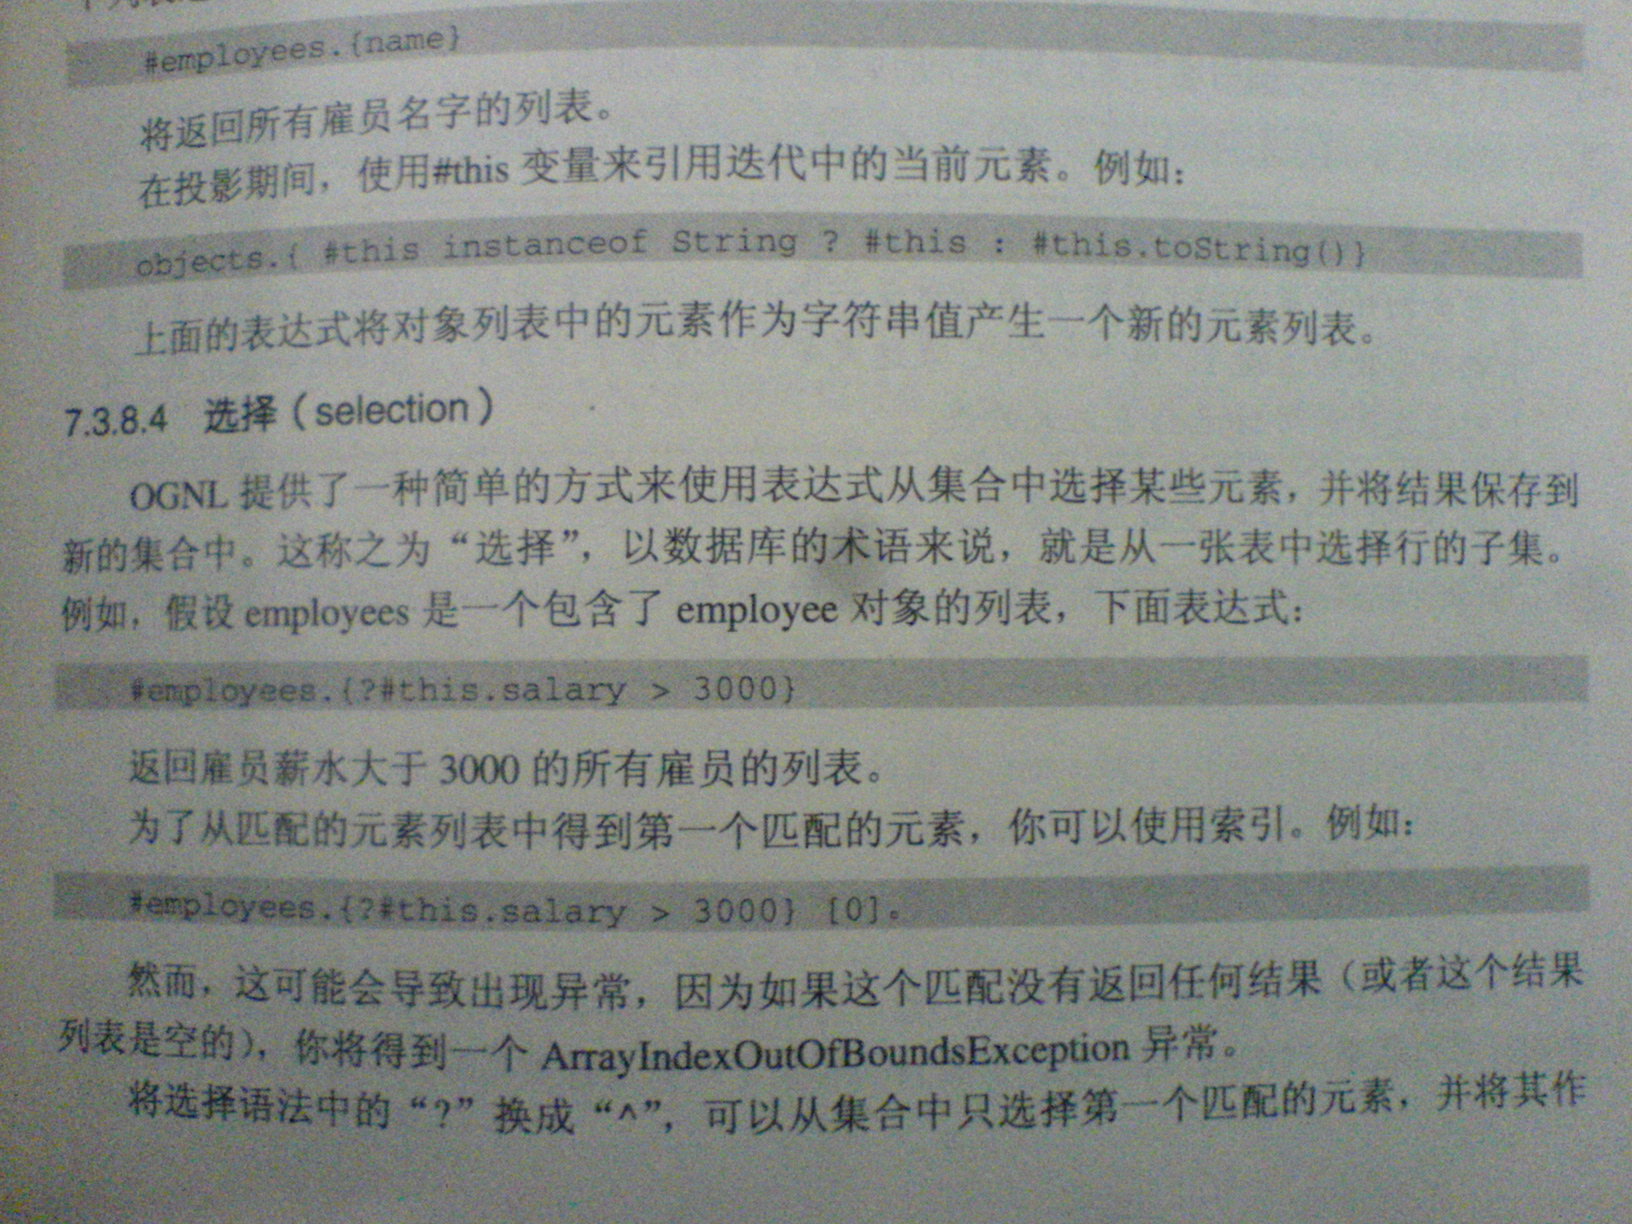 #employees.{name}
将返回所有雇员名字的列表。
在投影期间，使用#this 变量来引用迭代中的当前元素。例如：
objects.{ #this instanceof String ? #this : #this.toString()}
上面的表达式将对象列表中的元素作为字符串值产生一个新的元素列表。
7.3.8.4 选择（selection）
OGNL 提供了一种简单的方式来使用表达式从集合中选择某些元素，并将结果保存到
新的集合中。这称之为“选择”，以数据库的术语来说，就是从一张表中选择行的子集。
例如，假设 employees 是一个包含了 employee 对象的列表，下面表达式：
#employees.{?#this.salary > 3000}
返回雇员薪水大于 3000 的所有雇员的列表。
为了从匹配的元素列表中得到第一个匹配的元素，你可以使用索引。例如：
#employees.{?#this.salary > 3000} [0]。
然而，这可能会导致出现异常，因为如果这个匹配没有返回任何结果（或者这个结果
列表是空的），你将得到一个 ArrayIndexOutOfBoundsException 异常。
将选择语法中的“?”换成“^”，可以从集合中只选择第一个匹配的元素，并将其作